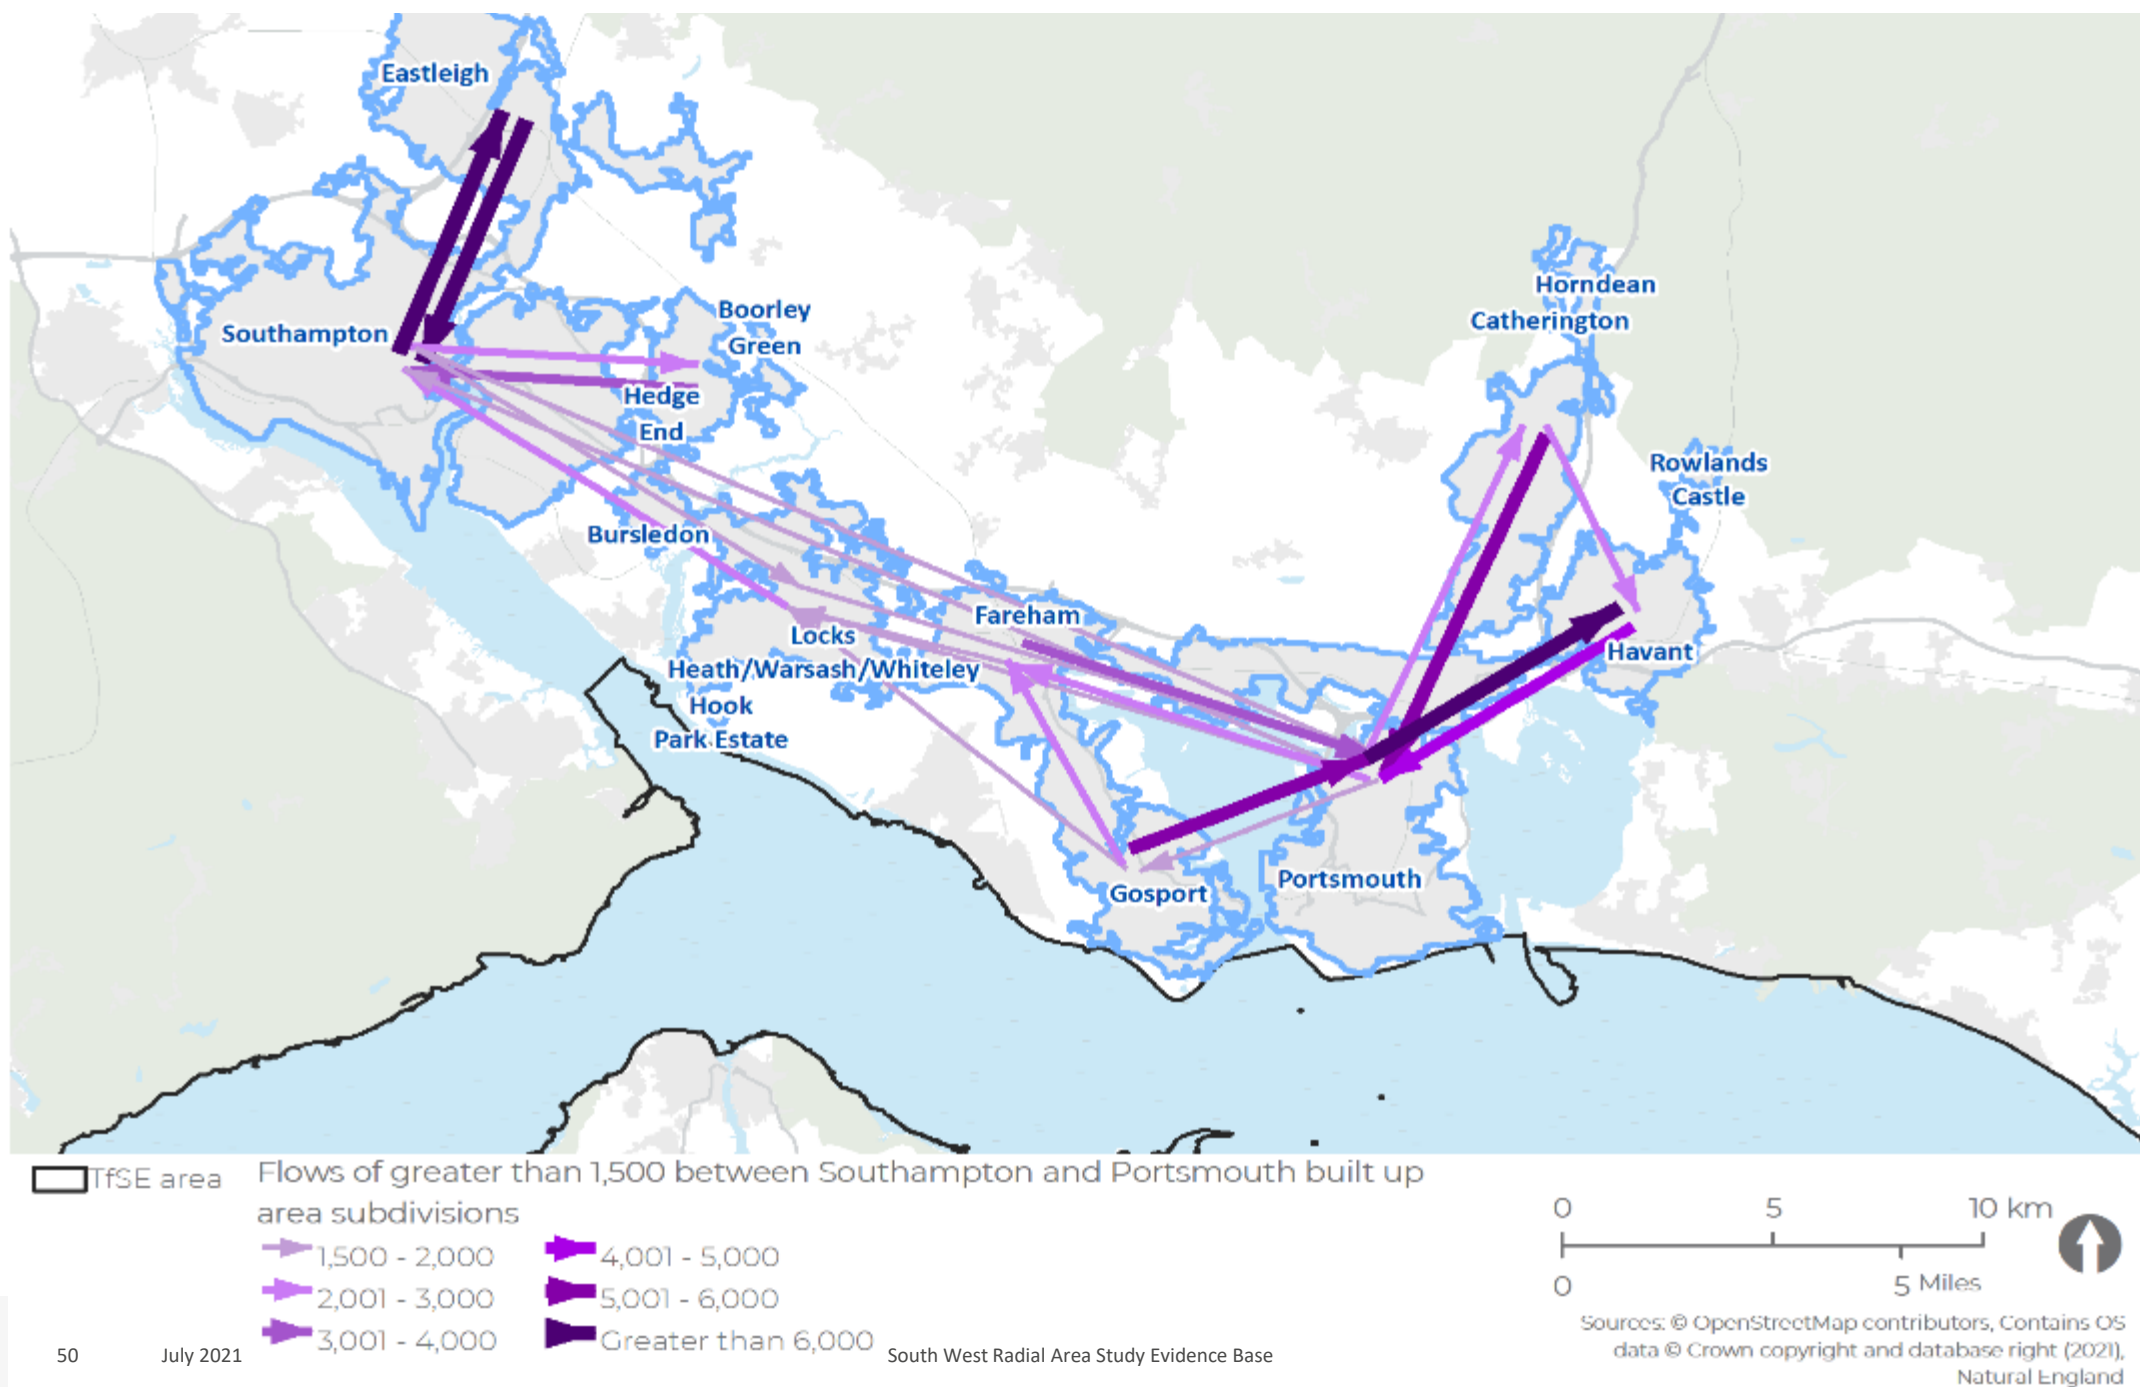 Eastleigh
Southampton
Boorley
Green
Hedge
End
Bursledon
Horndean
Catherington
Rowlands
Castle
Fareham
Locks
Heath/Warsash/Whiteley
Hook
Park Estate
Havant
Gosport
Portsmouth
TfSE area
Flows of greater than 1,500 between Southampton and Portsmouth built up
area subdivisions
1,500 - 2,000
2,001 - 3,000
3,001 - 4,000
4,001 - 5,000
5,001 - 6,000
Greater than 6,000
0 5 10 km
0 5 Miles
Sources: © OpenStreetMap contributors, Contains OS
data © Crown copyright and database right (2021),
Natural England
50 July 2021 South West Radial Area Study Evidence Base